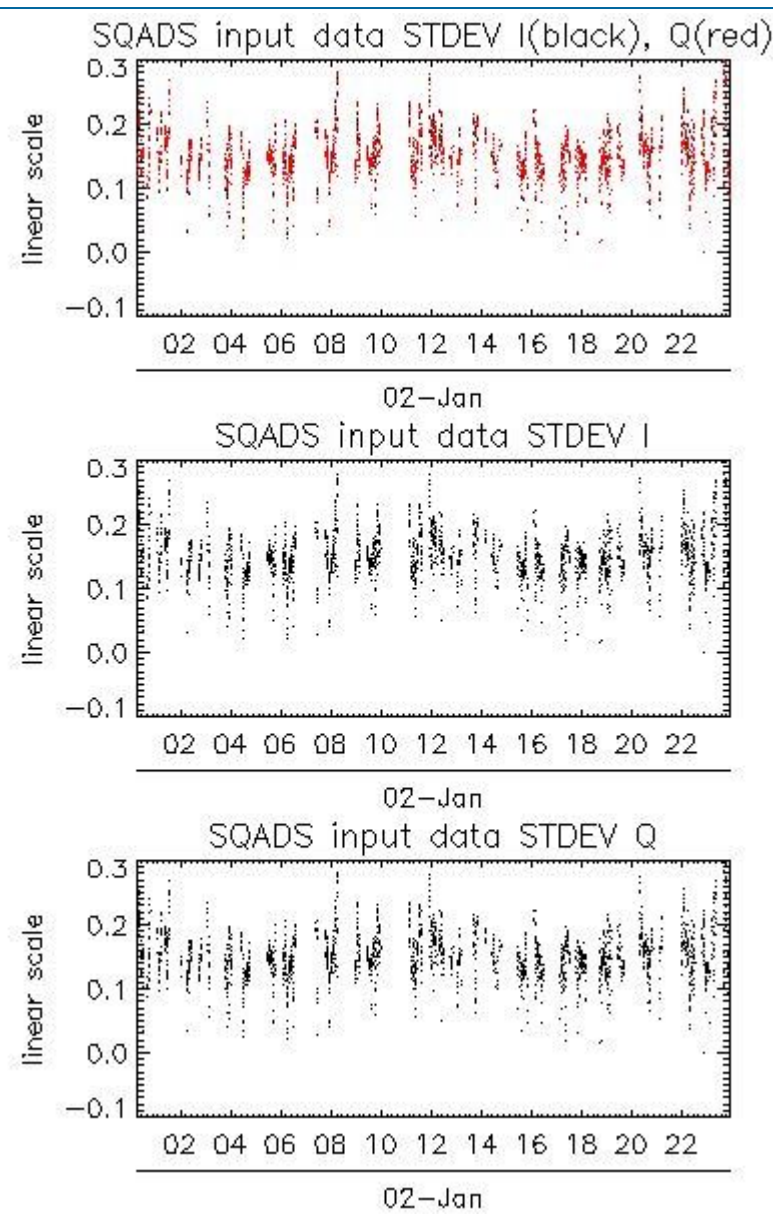 SQADS input data STDEV I(black), Q(red)
0.3
0.2
0.1
0.0
−0.1
linear scale
02 04 06 08 10 12 14 16 18 20 22
02−Jan
SQADS input data STDEV I
0.3
0.2
0.1
0.0
−0.1
linear scale
02 04 06 08 10 12 14 16 18 20 22
02−Jan
SQADS input data STDEV Q
0.3
0.2
0.1
0.0
−0.1
linear scale
02 04 06 08 10 12 14 16 18 20 22
02−Jan